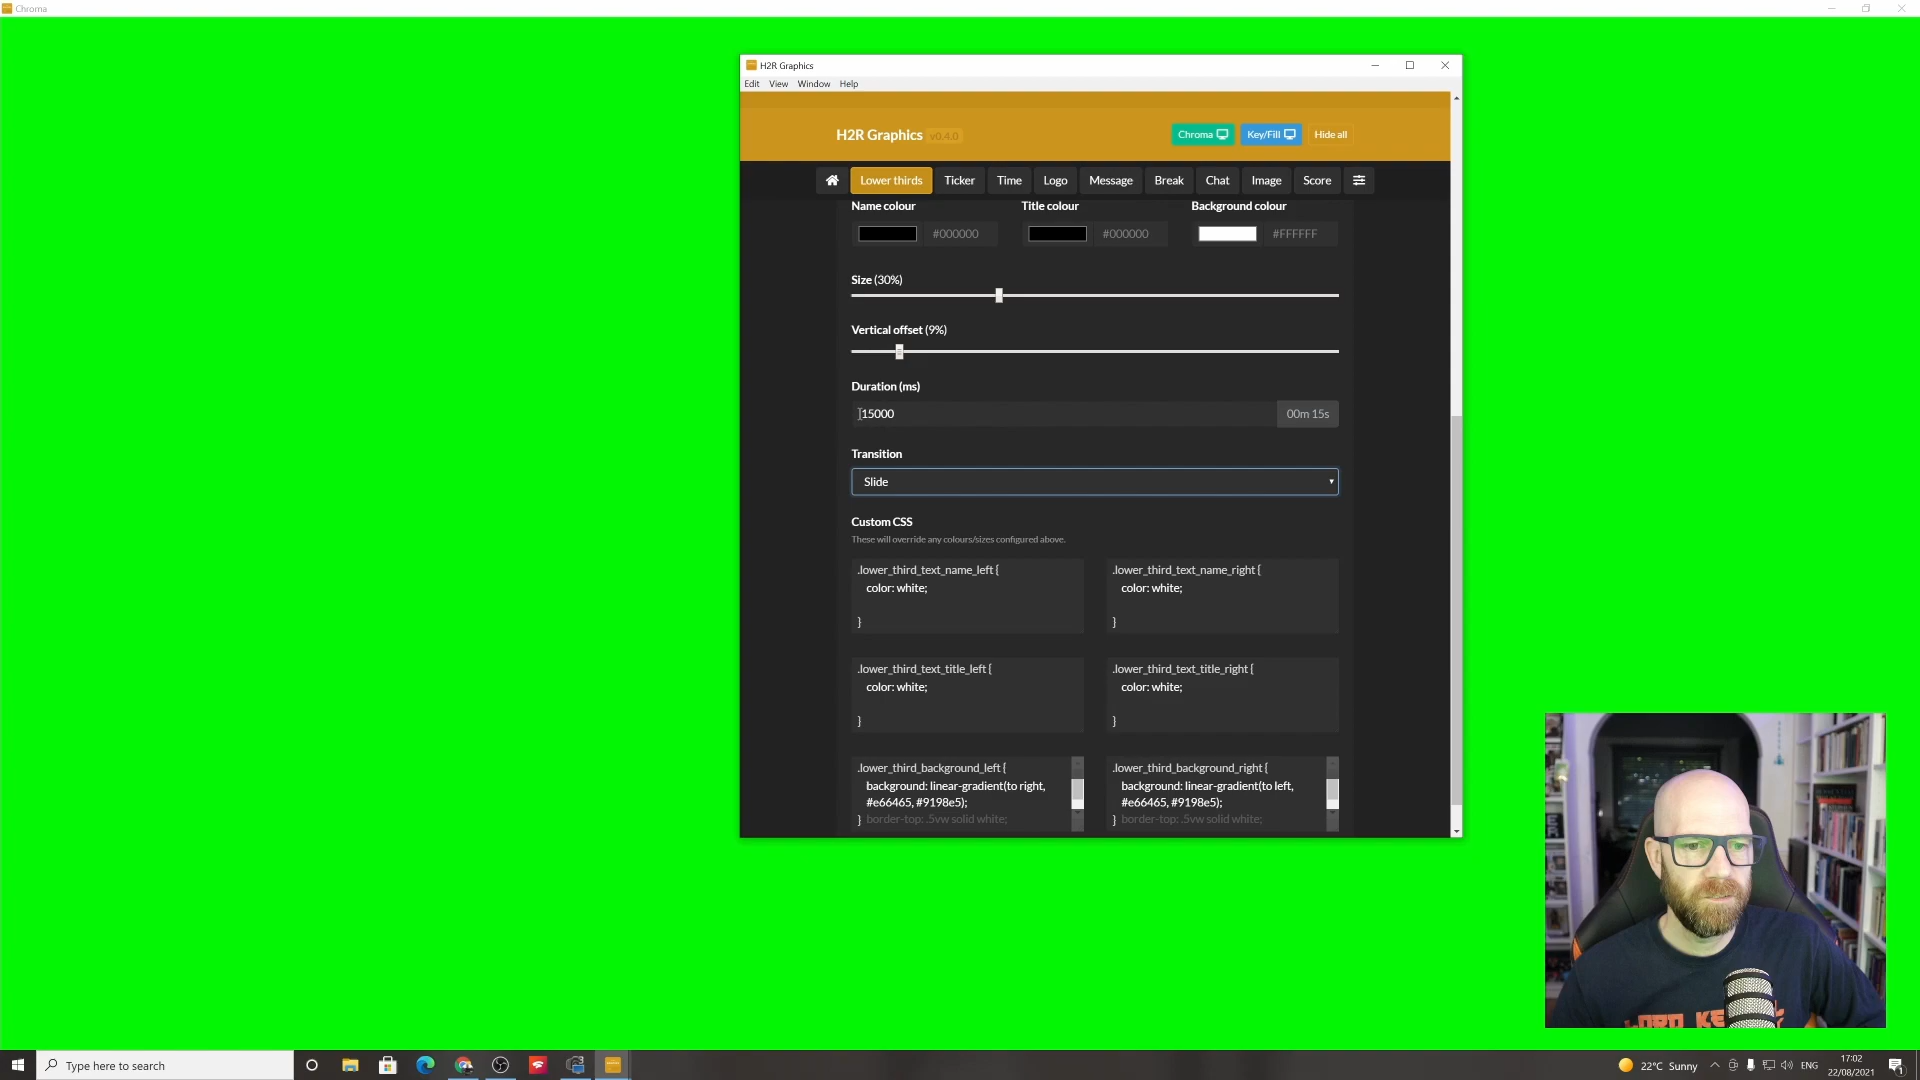 Chroma
H2R Graphics
Edit View Window Help
H2R Graphics v0.4.0
Chroma Key/Fill Hide all
Lower thirds Ticker Time Logo Message Break Chat Image Score
Name colour Title colour Background colour
#000000 #000000 #FFFFFF
Size (30%)
Vertical offset (9%)
Duration (ms)
15000 00m 15s
Transition
Slide
Custom CSS
These will override any colours/sizes configured above.
.lower_third_text_name_left {
color: white;
}
.lower_third_text_name_right {
color: white;
}
.lower_third_text_title_left {
color: white;
}
.lower_third_text_title_right {
color: white;
}
.lower_third_background_left {
background: linear-gradient(to right,
#e66465, #9198e5);
} border-top: .5vw solid white;
.lower_third_background_right {
background: linear-gradient(to left,
#e66465, #9198e5);
} border-top: .5vw solid white;
Type here to search
22°C Sunny
ENG
17:02
22/08/2021